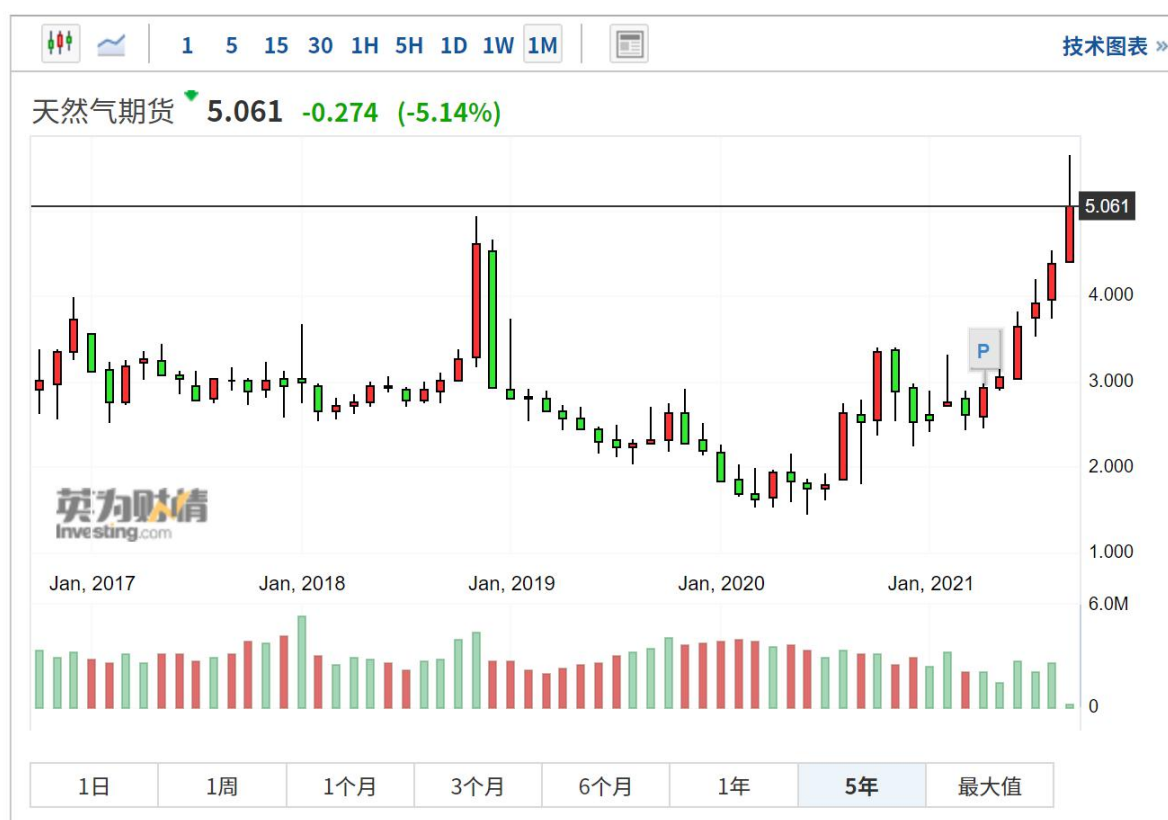 1 5 15 30 1H 5H 1D 1W 1M 技术图表 »
天然气期货 5.061 -0.274 (-5.14%)
5.061
4.000
P
3.000
2.000
英为财情
Investing.com
1.000
Jan, 2017 Jan, 2018 Jan, 2019 Jan, 2020 Jan, 2021
6.0M
0
1日 1周 1个月 3个月 6个月 1年 5年 最大值